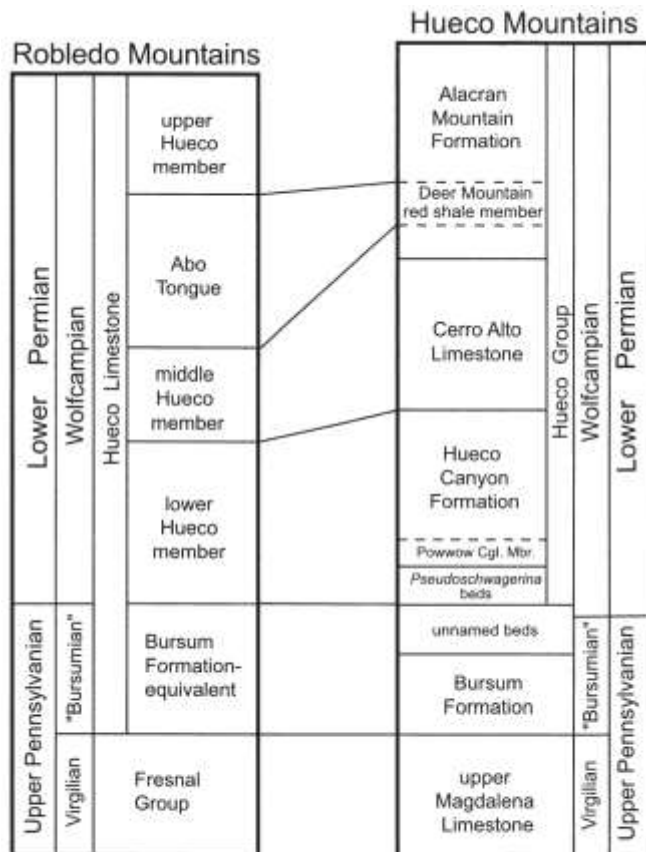 Robledo Mountains
Lower Permian
Upper Pennsylvanian
Wolfcampian
"Bursumian"
Virgilian
Hueco Limestone
upper
Hueco
member
Abo
Tongue
middle
Hueco
member
lower
Hueco
member
Bursum
Formation-
equivalent
Fresnal
Group
Hueco Mountains
Alacran
Mountain
Formation
Deer Mountain
red shale member
Cerro Alto
Limestone
Hueco
Canyon
Formation
Powwow Cgl. Mbr.
Pseudoschwagerina
beds
unnamed beds
Bursum
Formation
upper
Magdalena
Limestone
Hueco Group
Wolfcampian
"Bursumian"
Virgilian
Lower Permian
Upper Pennsylvanian